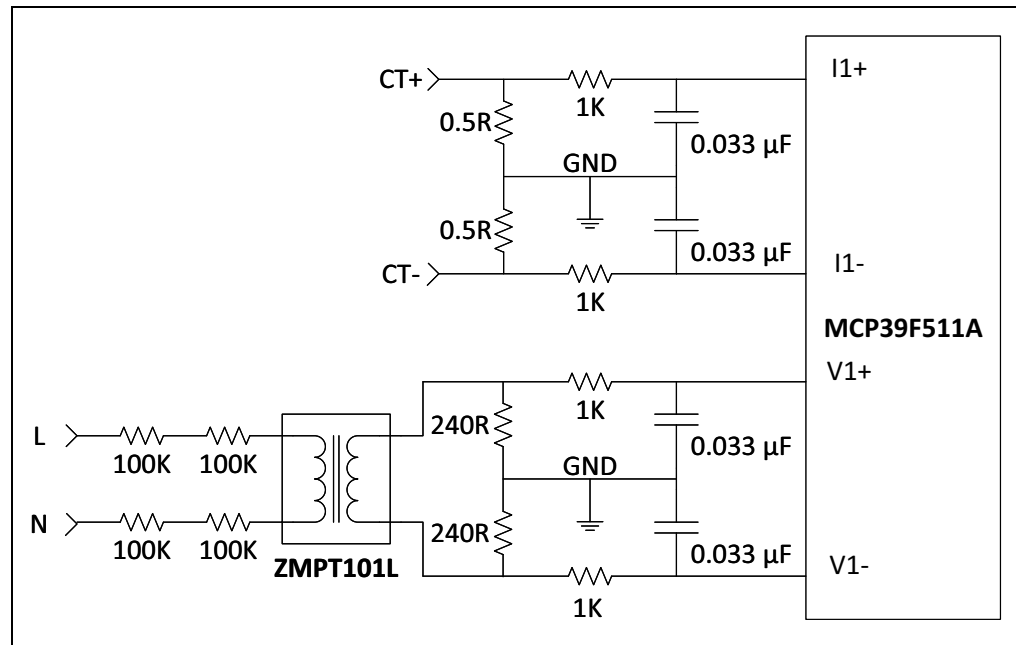 CT+
0.5R
1K
I1+
0.033 µF
GND
0.5R
0.033 µF
CT-
1K
I1-
MCP39F511A
V1+
1K
240R
0.033 µF
L
100K
100K
GND
N
100K
100K
240R
0.033 µF
ZMPT101L
V1-
1K